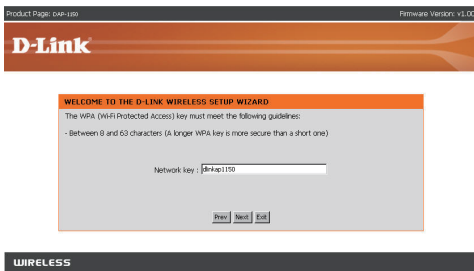 Product Page: DAP-1150 Firmware Version: v1.00
D-Link
WELCOME TO THE D-LINK WIRELESS SETUP WIZARD
The WPA (Wi-Fi Protected Access) key must meet the following guidelines:
- Between 8 and 63 characters (A longer WPA key is more secure than a short one)
Network key : dlinkap1150
Prev Next Exit
WIRELESS